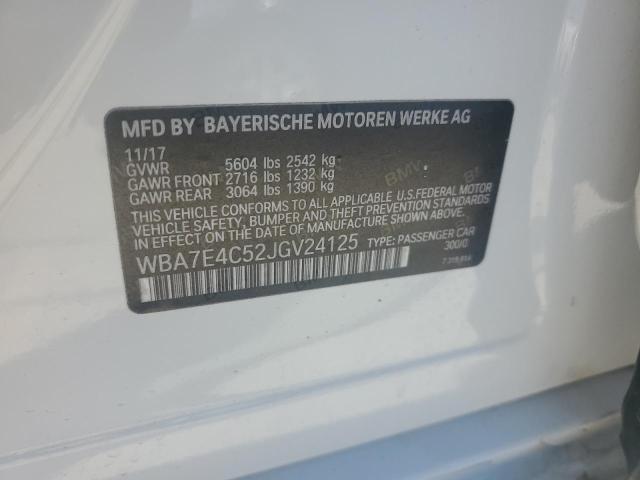 MFD BY BAYERISCHE MOTOREN WERKE AG
11/17
GVWR 5604 lbs 2542 kg
GAWR FRONT 2716 lbs 1232 kg
GAWR REAR 3064 lbs 1390 kg
THIS VEHICLE CONFORMS TO ALL APPLICABLE U.S.FEDERAL MOTOR
VEHICLE SAFETY, BUMPER AND THEFT PREVENTION STANDARDS
IN EFFECT ON THE DATE OF MANUFACTURE SHOWN ABOVE.
WBA7E4C52JGV24125 TYPE: PASSENGER CAR
300/0